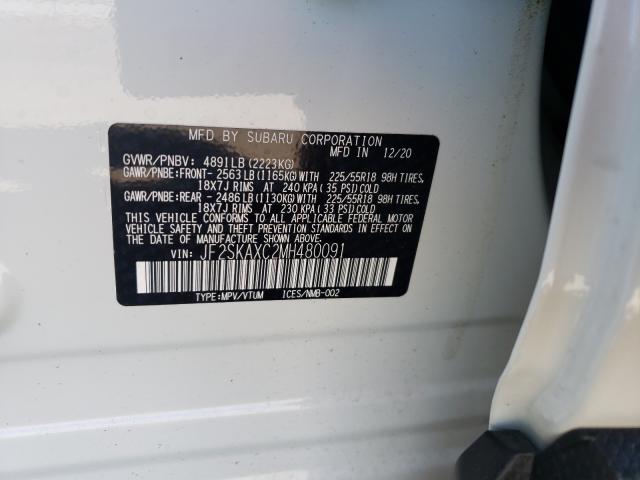 MFD BY SUBARU CORPORATION
MFD IN 12/20
GVWR/PNBV: 4891LB (2223KG)
GAWR/PNBE:FRONT- 2563LB (1165KG)WITH 225/55R18 98H TIRES,
18X7J RIMS AT 240 KPA (35 PSI)COLD
GAWR/PNBE:REAR - 2486LB (1130KG)WITH 225/55R18 98H TIRES,
18X7J RIMS AT 230 KPA (33 PSI)COLD
THIS VEHICLE CONFORMS TO ALL APPLICABLE FEDERAL MOTOR
VEHICLE SAFETY AND THEFT PREVENTION STANDARDS IN
EFFECT ON THE DATE OF MANUFACTURE SHOWN ABOVE.
VIN: JF2SKAXC2MH480091
TYPE:MPV/VTUM ICES/NMB-002